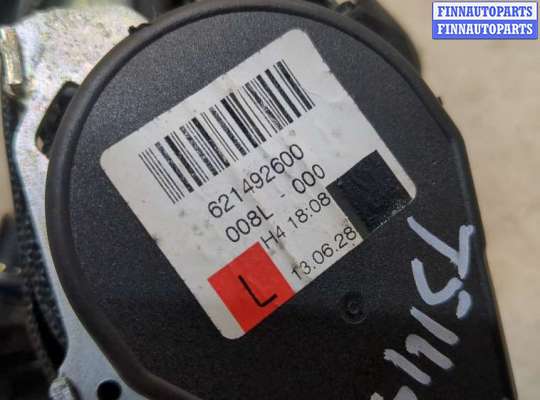 FINNAUTOPARTS
FINNAUTOPARTS
621492600
008L - 000
H4 18:08
13.06.28
L